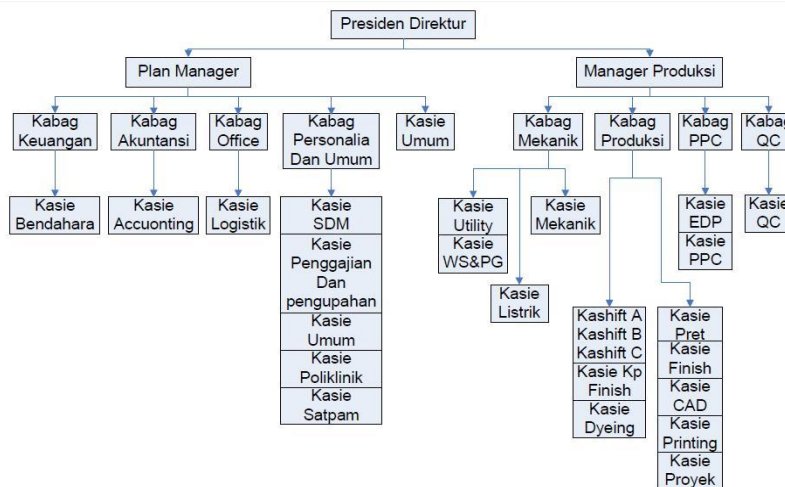 Presiden Direktur
Plan Manager
Manager Produksi
Kabag
Keuangan
Kabag
Akuntansi
Kabag
Office
Kabag
Personalia
Dan Umum
Kasie
Umum
Kabag
Mekanik
Kabag
Produksi
Kabag
PPC
Kabag
QC
Kasie
Bendahara
Kasie
Accuonting
Kasie
Logistik
Kasie
SDM
Kasie
Penggajian
Dan
pengupahan
Kasie
Umum
Kasie
Poliklinik
Kasie
Satpam
Kasie
Utility
Kasie
WS&PG
Kasie
Listrik
Kasie
Mekanik
Kashift A
Kashift B
Kashift C
Kasie Kp
Finish
Kasie
Dyeing
Kasie
Pret
Kasie
Finish
Kasie
CAD
Kasie
Printing
Kasie
Proyek
Kasie
EDP
Kasie
PPC
Kasie
QC